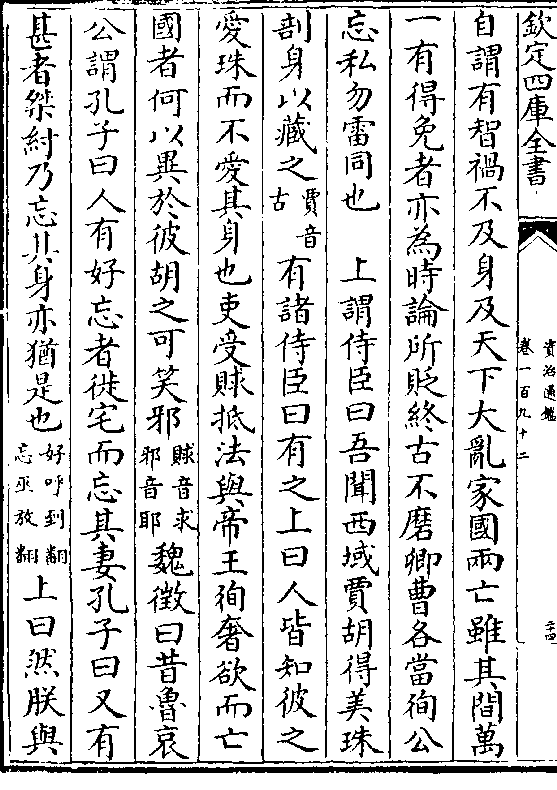 欽定四庫全書
資治通鑑
卷一百九十二
二十四
自謂有智禍不及身及天下大亂家國兩亡雖其間萬
一有得免者亦為時論所貶終古不磨卿曹各當徇公
忘私勿雷同也　上謂侍臣曰吾聞西域賈胡得美珠
剖身以藏之賈音古有諸侍臣曰有之上曰人皆知彼之
愛珠而不愛其身也吏受賕抵法與帝王徇奢欲而亡
國者何以異於彼胡之可笑邪賕音求邪音耶魏徵曰昔魯哀
公謂孔子曰人有好忘者徙宅而忘其妻孔子曰又有
甚者桀紂乃忘其身亦猶是也好呼到翻忘巫放翻上曰然朕與